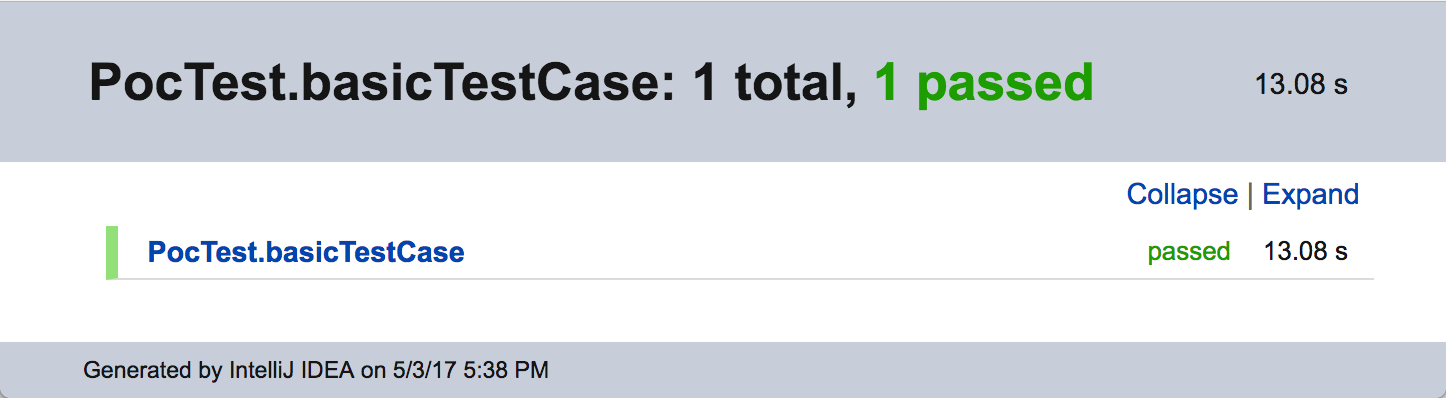 PocTest.basicTestCase: 1 total, 1 passed 13.08 s
Collapse | Expand
PocTest.basicTestCase passed 13.08 s
Generated by IntelliJ IDEA on 5/3/17 5:38 PM